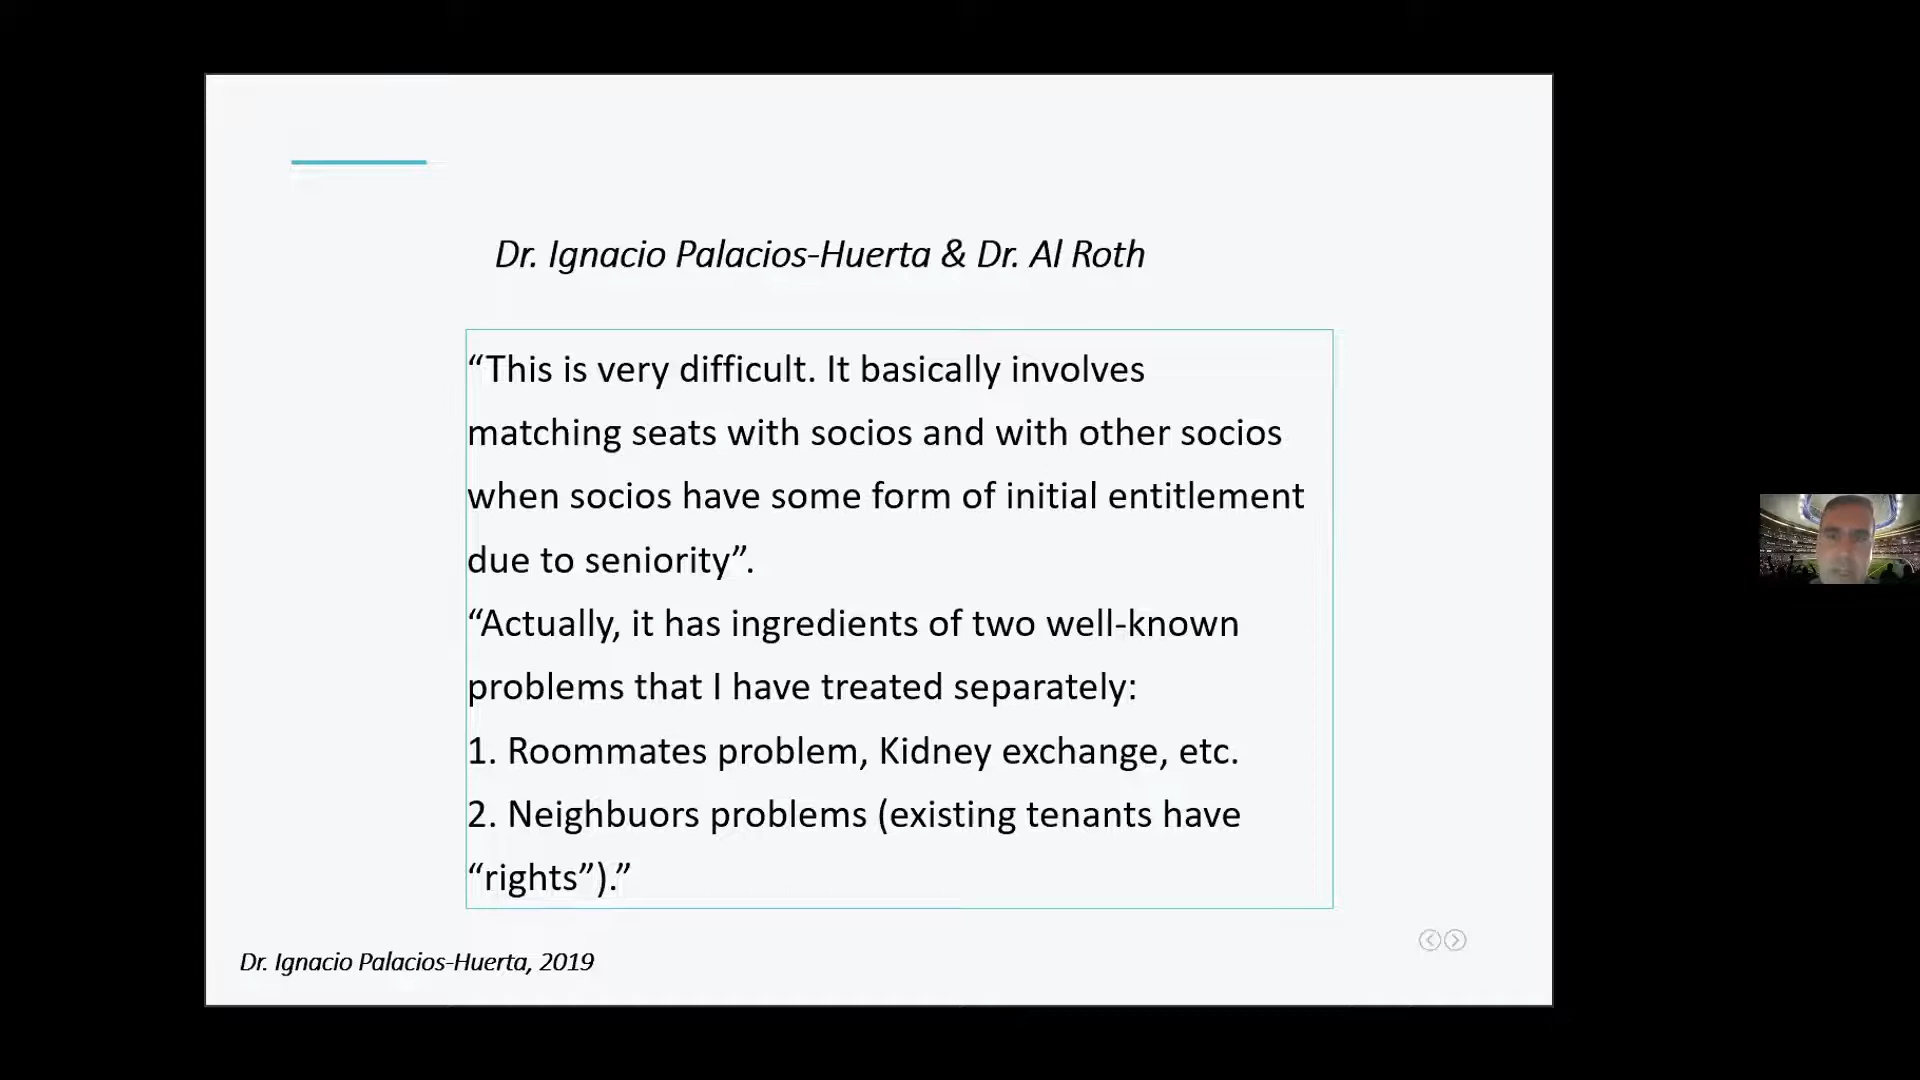 Dr. Ignacio Palacios-Huerta & Dr. Al Roth
“This is very difficult. It basically involves
matching seats with socios and with other socios
when socios have some form of initial entitlement
due to seniority”.
“Actually, it has ingredients of two well-known
problems that I have treated separately:
1. Roommates problem, Kidney exchange, etc.
2. Neighbuors problems (existing tenants have
“rights”).”
Dr. Ignacio Palacios-Huerta, 2019